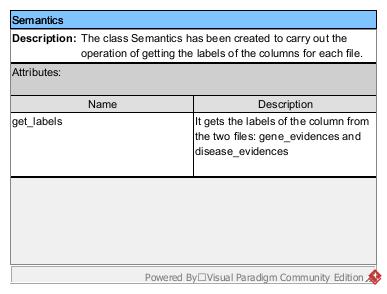 Semantics
Description: The class Semantics has been created to carry out the
operation of getting the labels of the columns for each file.
Attributes:
Name Description
get_labels It gets the labels of the column from
the two files: gene_evidences and
disease_evidences
Powered By□Visual Paradigm Community Edition